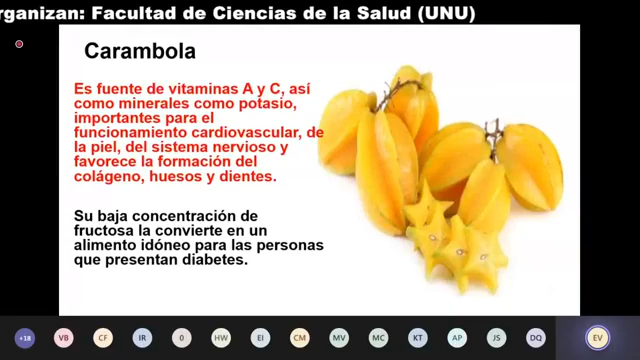 rganizan: Facultad de Ciencias de la Salud (UNU)
Carambola
Es fuente de vitaminas A y C, así
como minerales como potasio,
importantes para el
funcionamiento cardiovascular, de
la piel, del sistema nervioso y
favorece la formación del
colágeno, huesos y dientes.
Su baja concentración de
fructosa la convierte en un
alimento idóneo para las personas
que presentan diabetes.
+18 VB CF IR 0 HW EI CM MV MC KT AP JS DQ EV